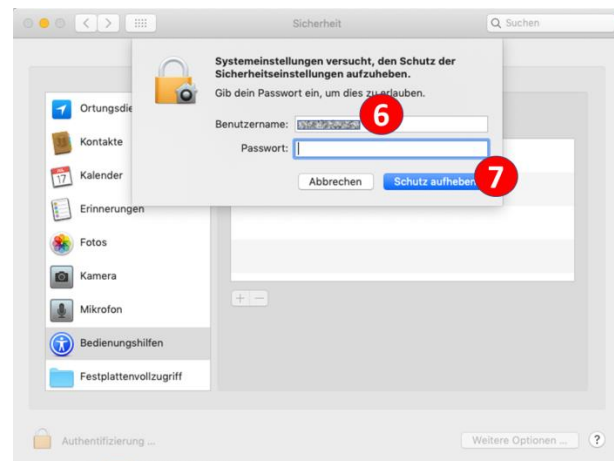 Sicherheit
Suchen
Systemeinstellungen versucht, den Schutz der
Sicherheitseinstellungen aufzuheben.
Gib dein Passwort ein, um dies zu erlauben.
Benutzername:
6
Passwort:
Abbrechen
Schutz aufheben
7
Ortungsdie
Kontakte
17
Kalender
Erinnerungen
Fotos
Kamera
Mikrofon
Bedienungshilfen
Festplattenvollzugriff
+ −
Authentifizierung ...
Weitere Optionen ...
?